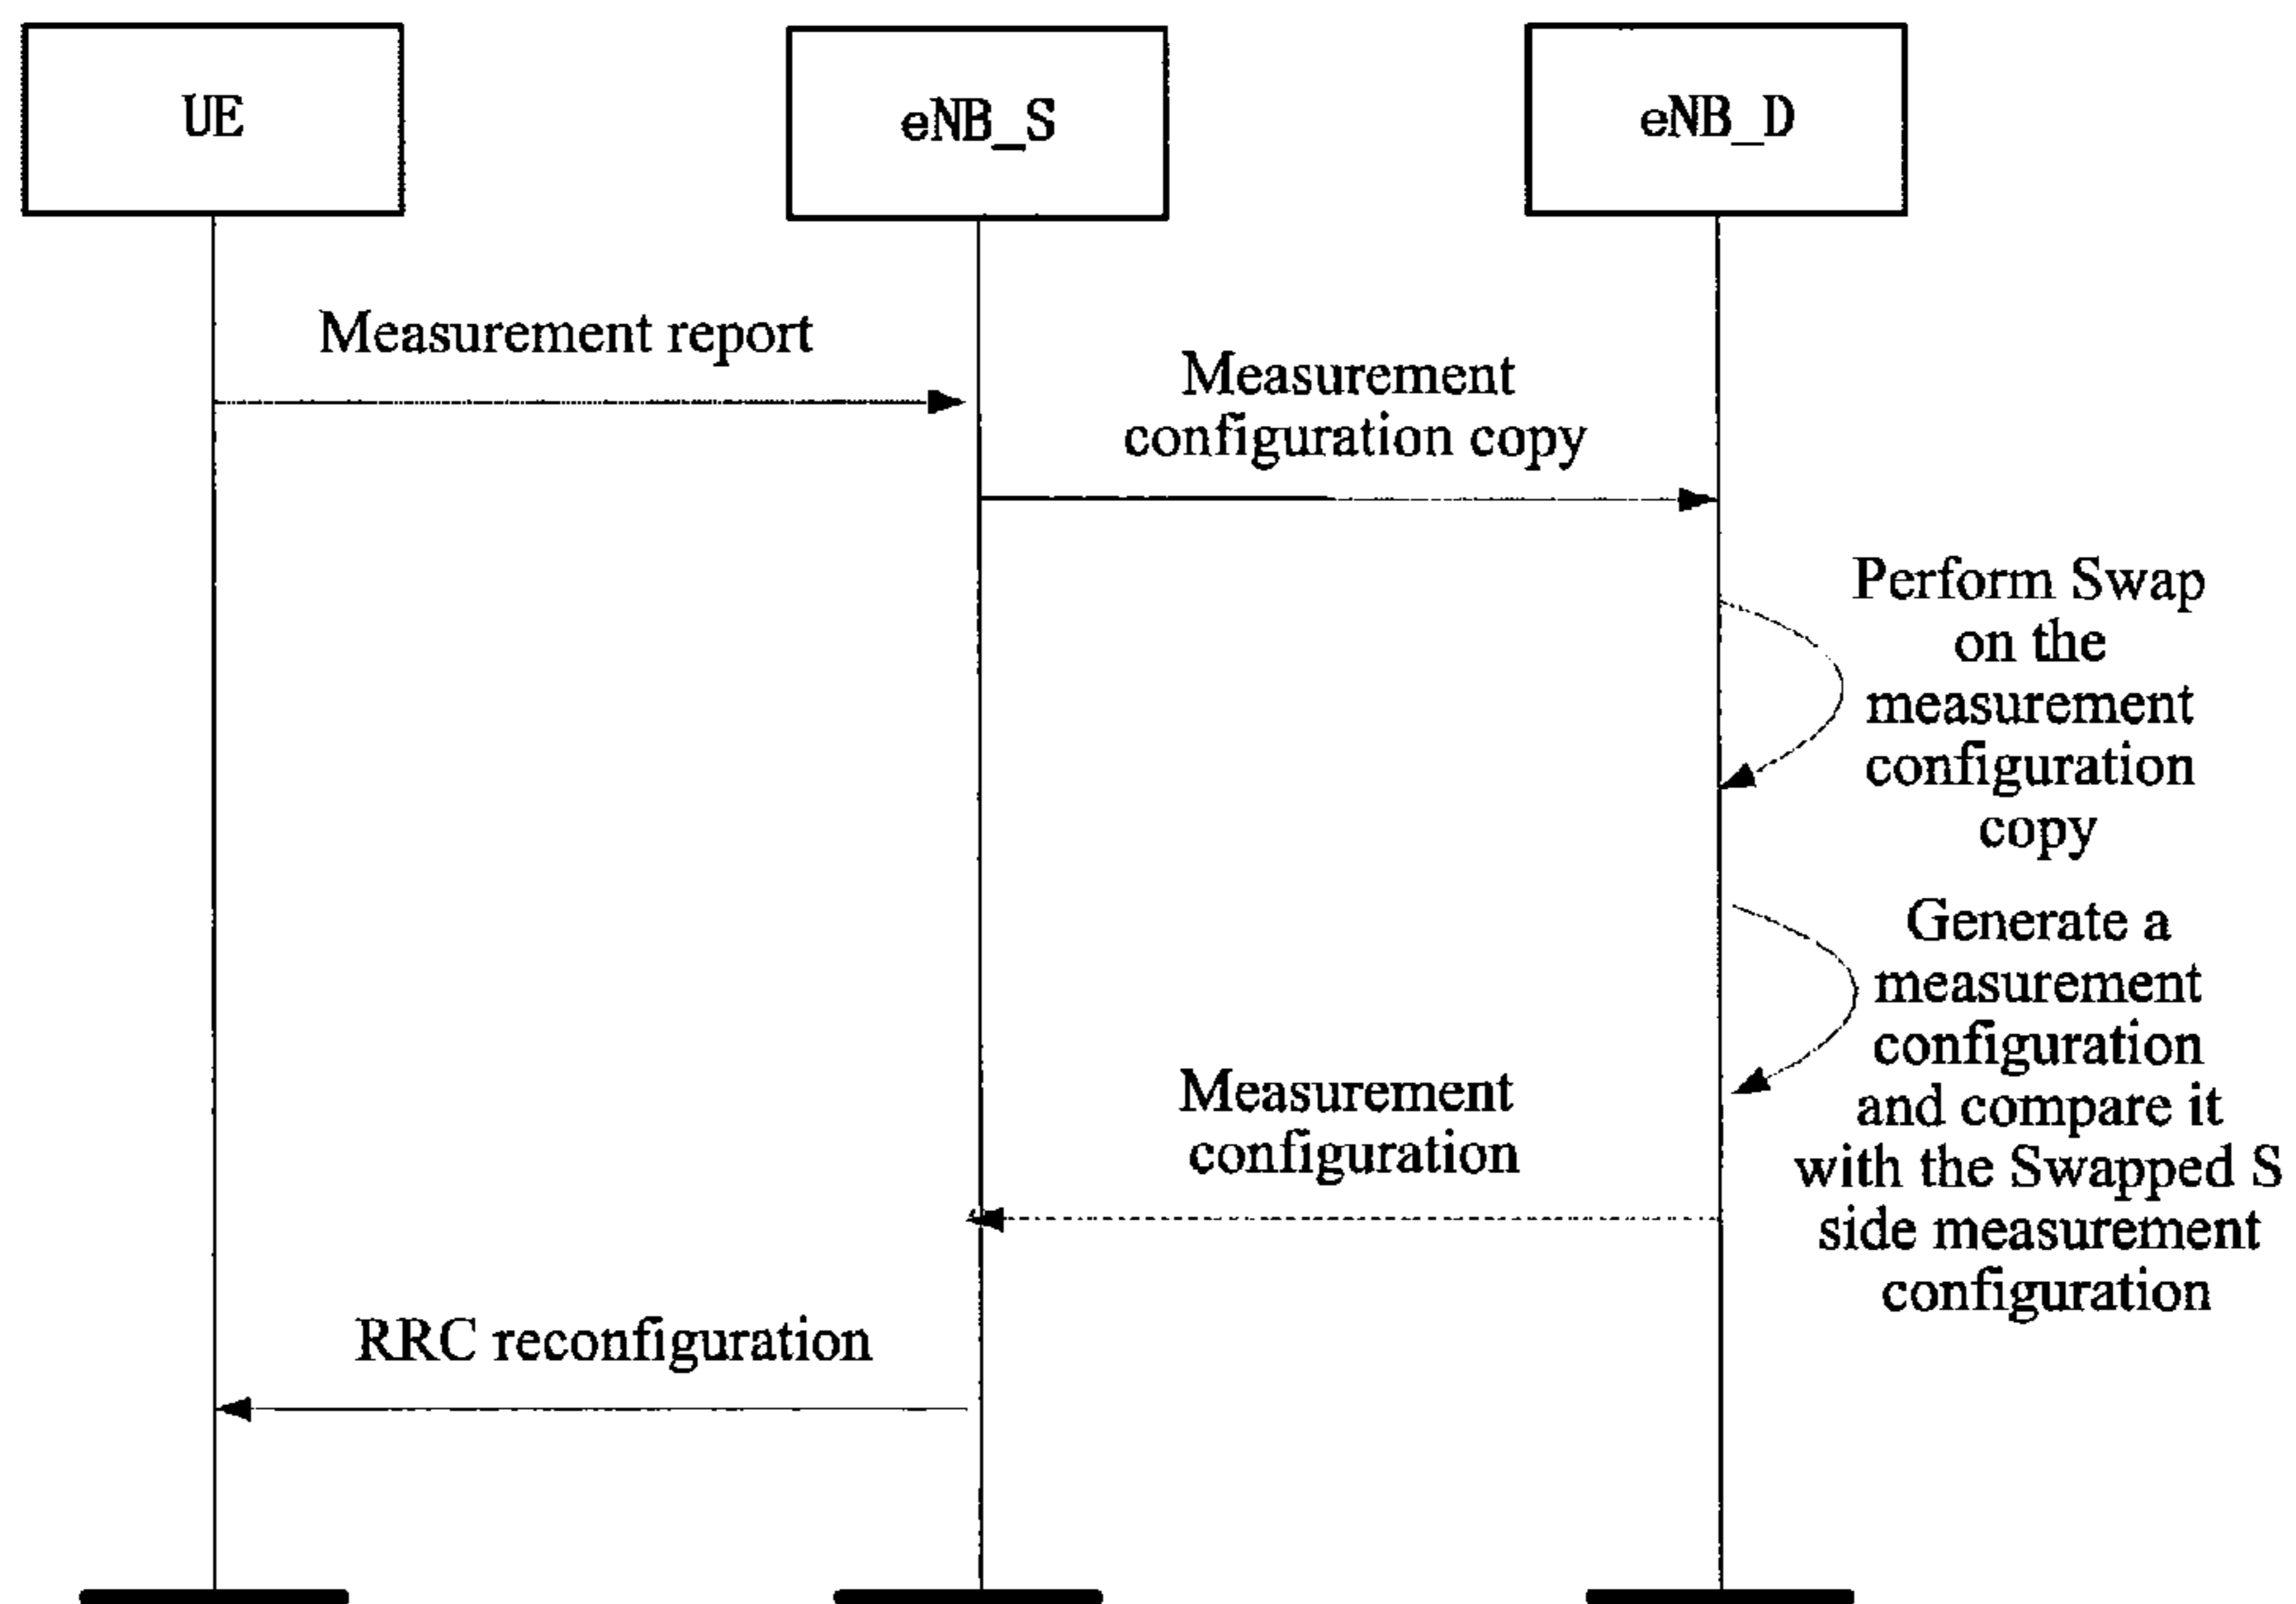 UE
eNB_S
eNB_D
Measurement report
Measurement
configuration copy
Perform Swap
on the
measurement
configuration
copy
Generate a
measurement
configuration
and compare it
with the Swapped S
side measurement
configuration
Measurement
configuration
RRC reconfiguration